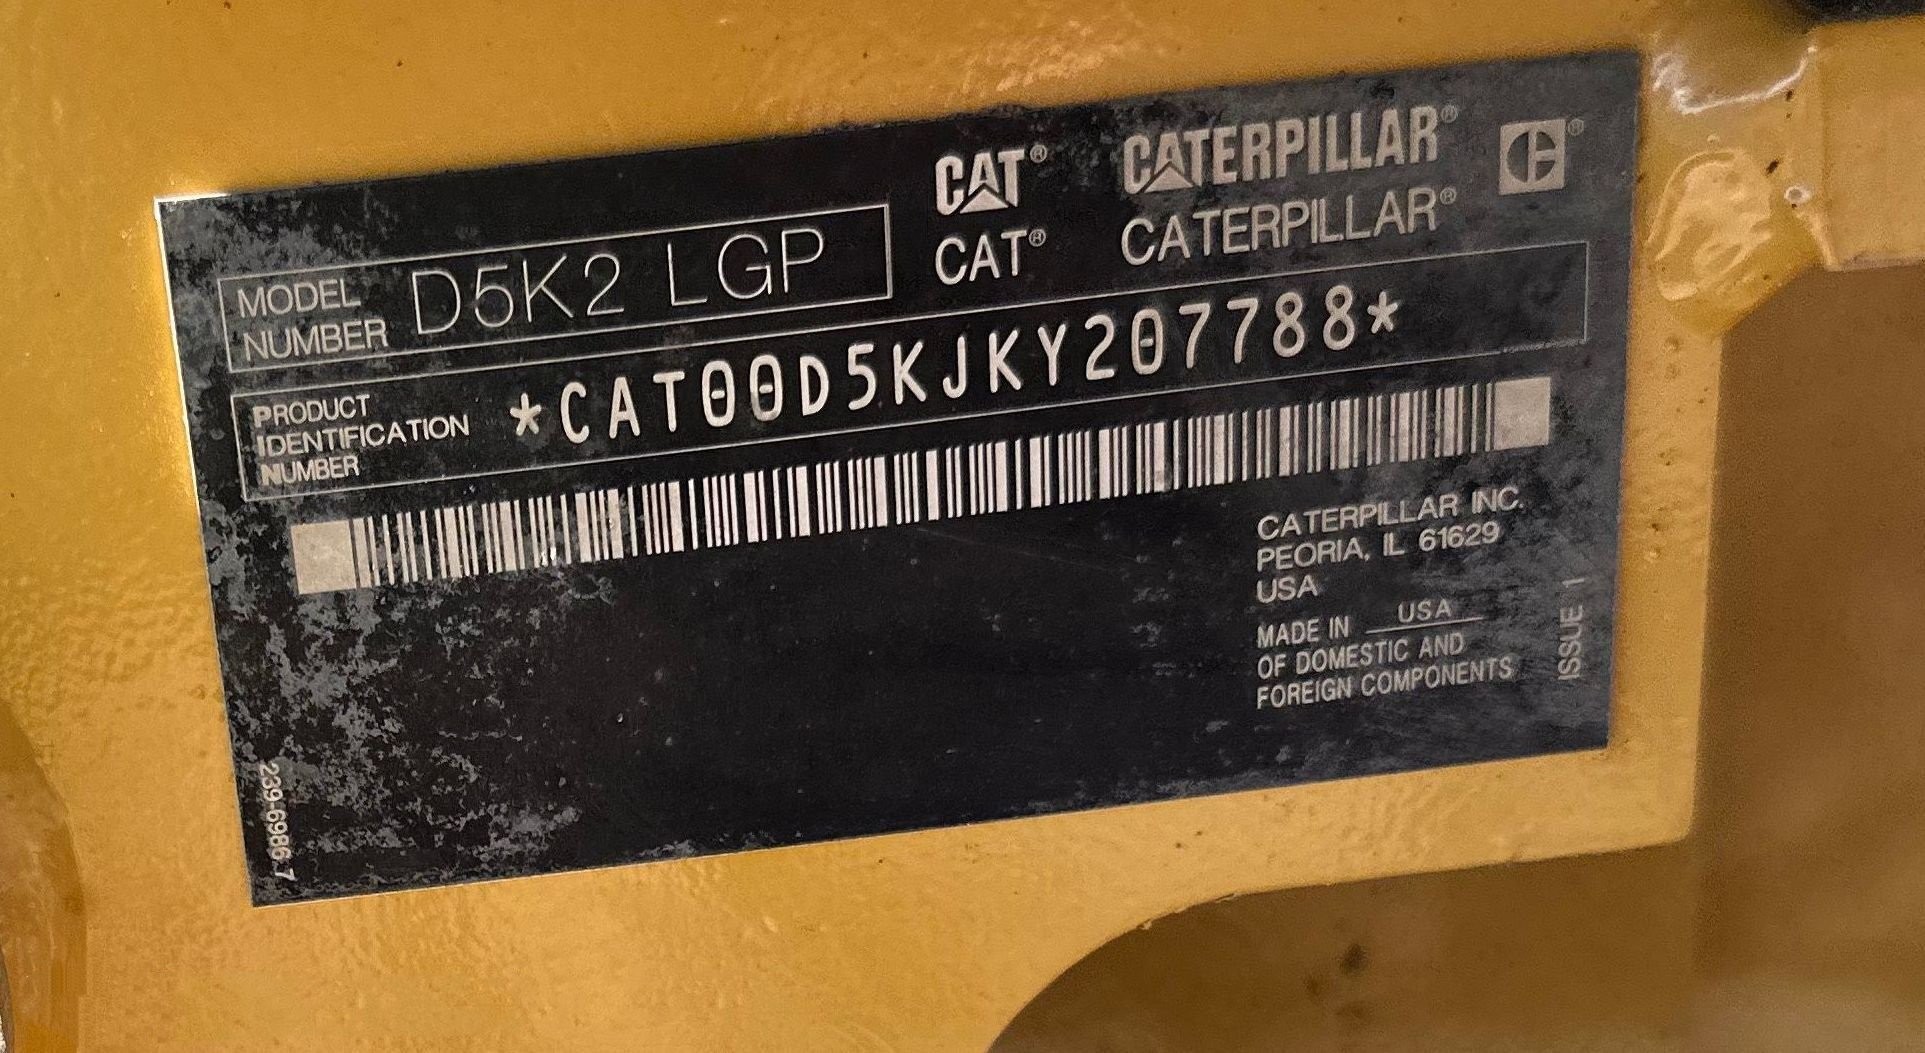 CAT® CATERPILLAR®
CAT® CATERPILLAR®
MODEL
NUMBER
D5K2 LGP
PRODUCT
IDENTIFICATION
NUMBER
*CAT00D5KJKY207788*
CATERPILLAR INC.
PEORIA, IL 61629
USA
MADE IN USA
OF DOMESTIC AND
FOREIGN COMPONENTS
ISSUE 1
239-6986 7